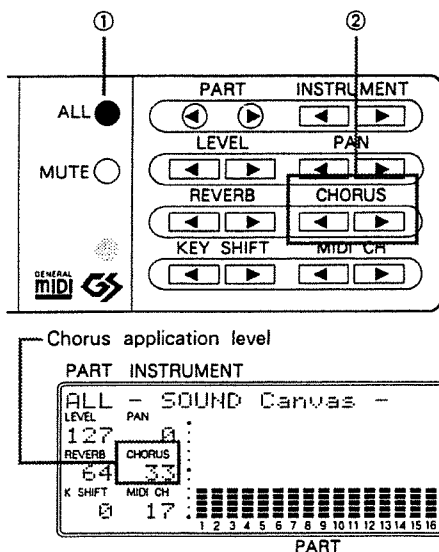 ① ②
PART INSTRUMENT
ALL
LEVEL PAN
MUTE
REVERB CHORUS
KEY SHIFT MIDI CH
GENERAL
MIDI GS
Chorus application level
PART INSTRUMENT
ALL - SOUND Canvas -
LEVEL PAN
127 0
REVERB CHORUS
64 33
K SHIFT MIDI CH
0 17
1 2 3 4 5 6 7 8 9 10 11 12 13 14 15 16
PART